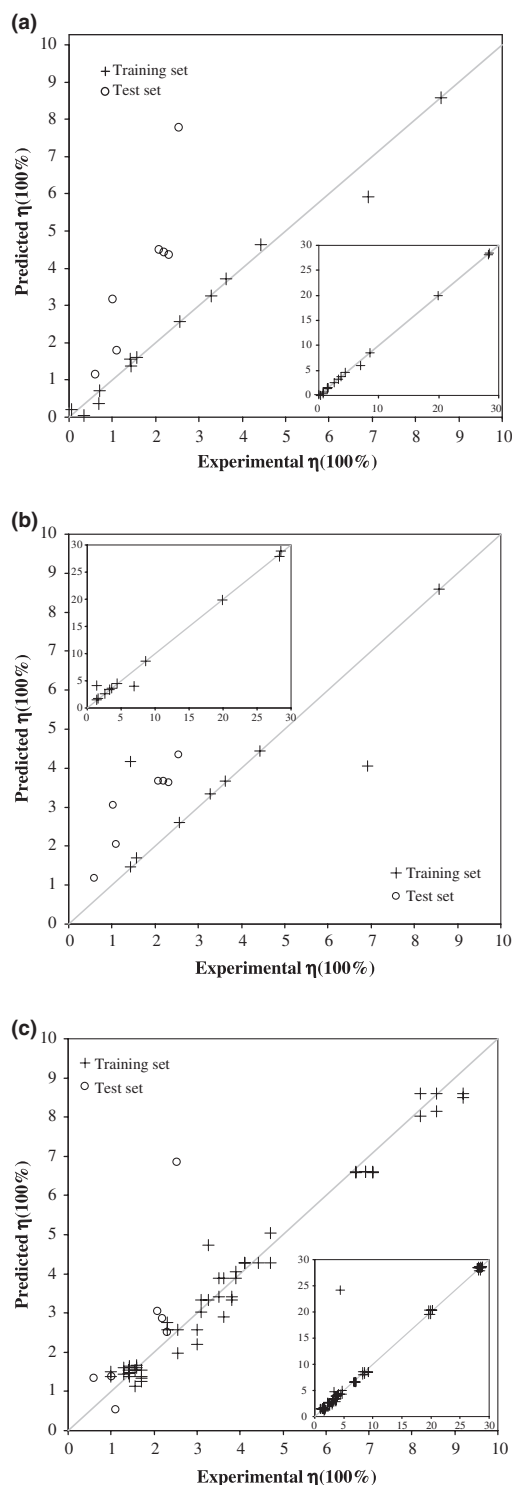 (a)
10
9
8
7
6
5
4
3
2
1
0
Predicted η(100%)
Training set
Test set
30
25
20
15
10
5
0
0 5 10 15 20 25 30
0 1 2 3 4 5 6 7 8 9 10
Experimental η(100%)
(b)
10
9
8
7
6
5
4
3
2
1
0
Predicted η(100%)
30
25
20
15
10
5
0
0 5 10 15 20 25 30
Training set
Test set
0 1 2 3 4 5 6 7 8 9 10
Experimental η(100%)
(c)
10
9
8
7
6
5
4
3
2
1
0
Predicted η(100%)
Training set
Test set
30
25
20
15
10
5
0
0 5 10 15 20 25 30
0 1 2 3 4 5 6 7 8 9 10
Experimental η(100%)